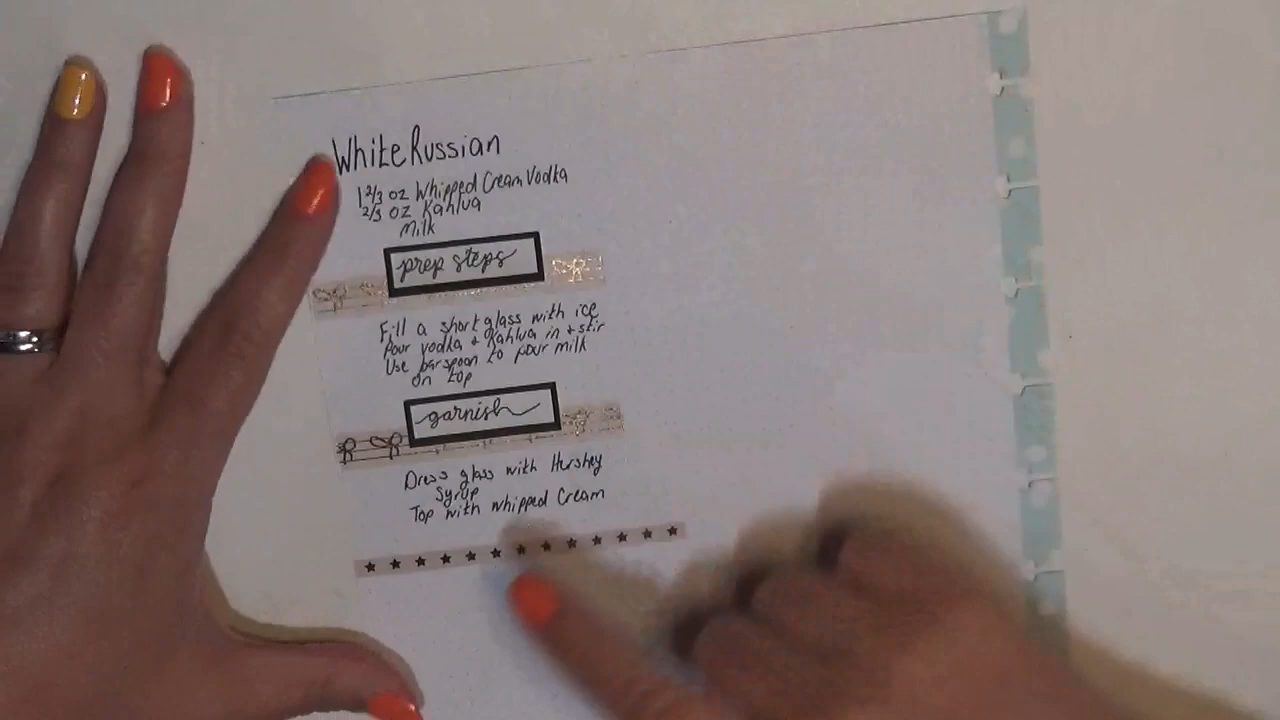 White Russian
1 2/3 oz Whipped Cream Vodka
2/3 oz Kahlua
Milk
prep steps
Fill a short glass with ice
Pour vodka + Kahlua in + stir
Use barspoon to pour milk
on top
garnish
Dress glass with Hershey
Syrup
Top with whipped Cream